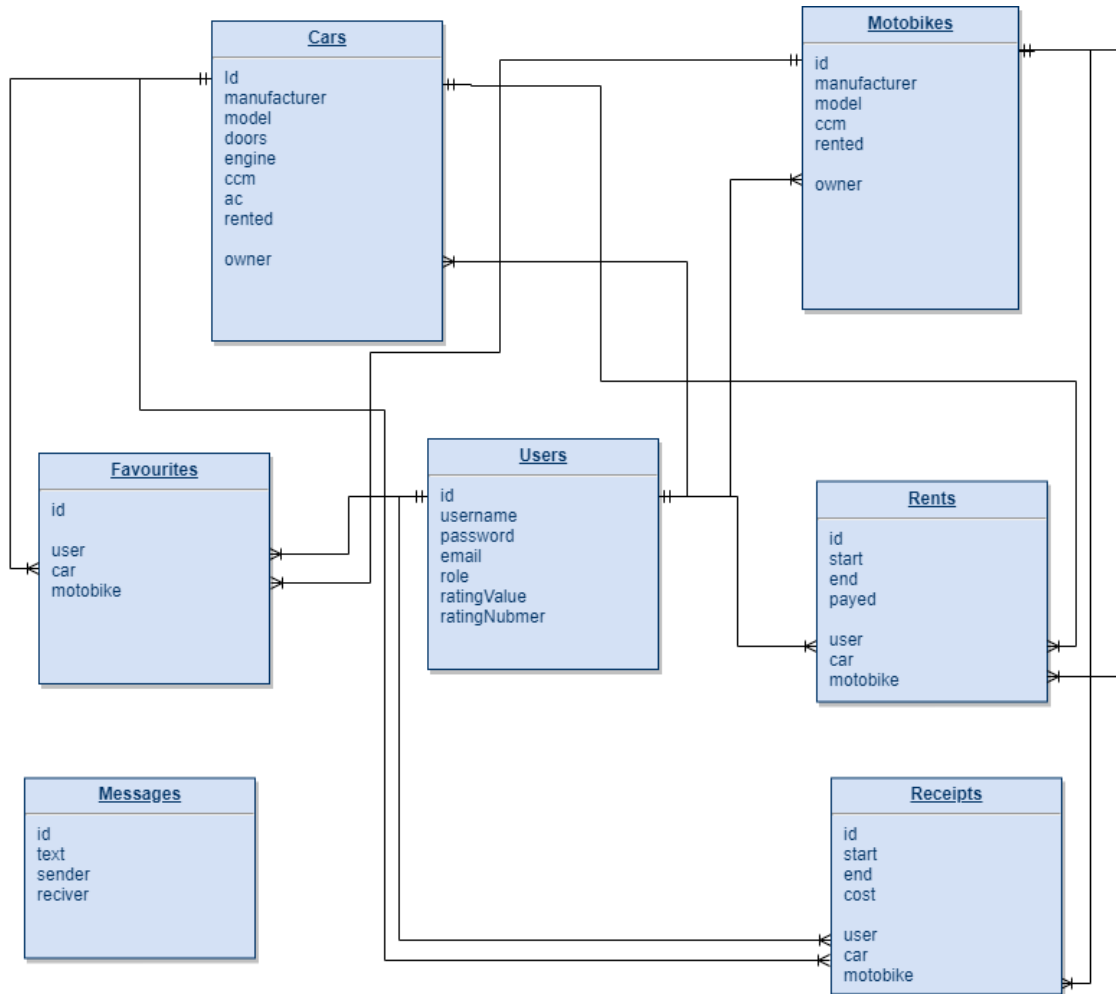 Cars
Id
manufacturer
model
doors
engine
ccm
ac
rented
owner
Motobikes
id
manufacturer
model
ccm
rented
owner
Favourites
id
user
car
motobike
Users
id
username
password
email
role
ratingValue
ratingNubmer
Rents
id
start
end
payed
user
car
motobike
Messages
id
text
sender
reciver
Receipts
id
start
end
cost
user
car
motobike